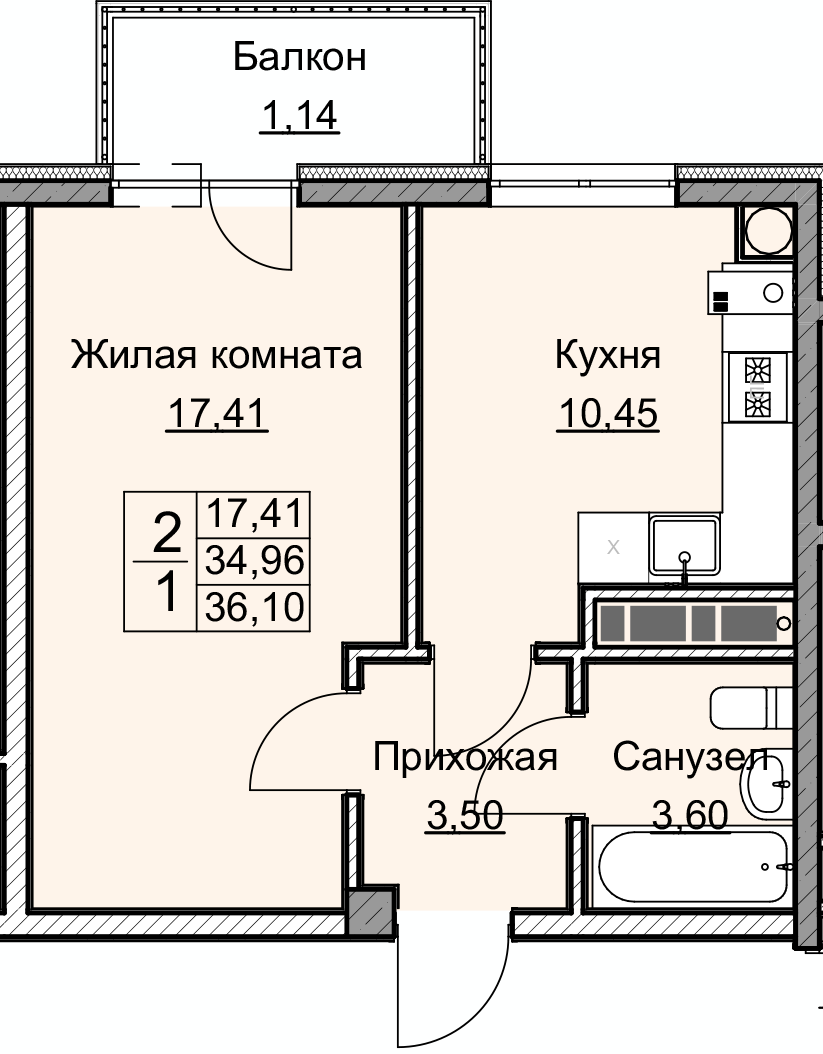 Балкон
1,14
Жилая комната
17,41
Кухня
10,45
2
1
17,41
34,96
36,10
x
Прихожая
3,50
Санузел
3,60